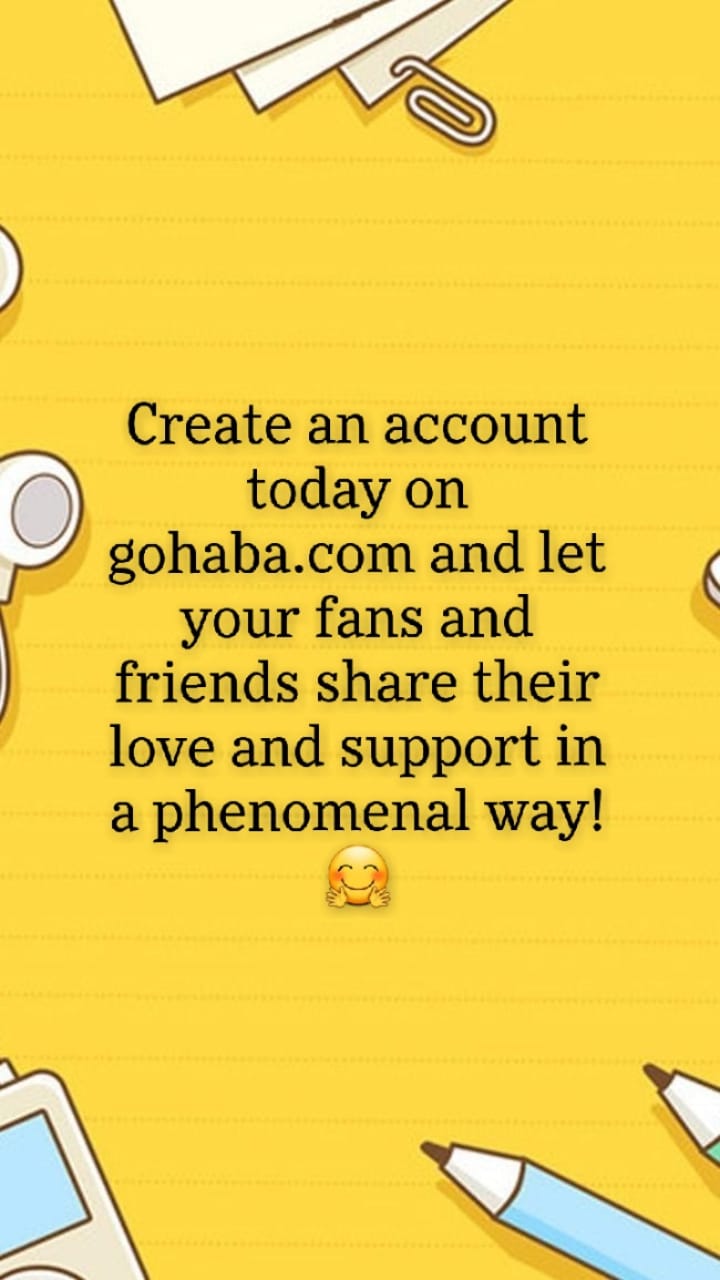 Create an account
today on
gohaba.com and let
your fans and
friends share their
love and support in
a phenomenal way!
🤗